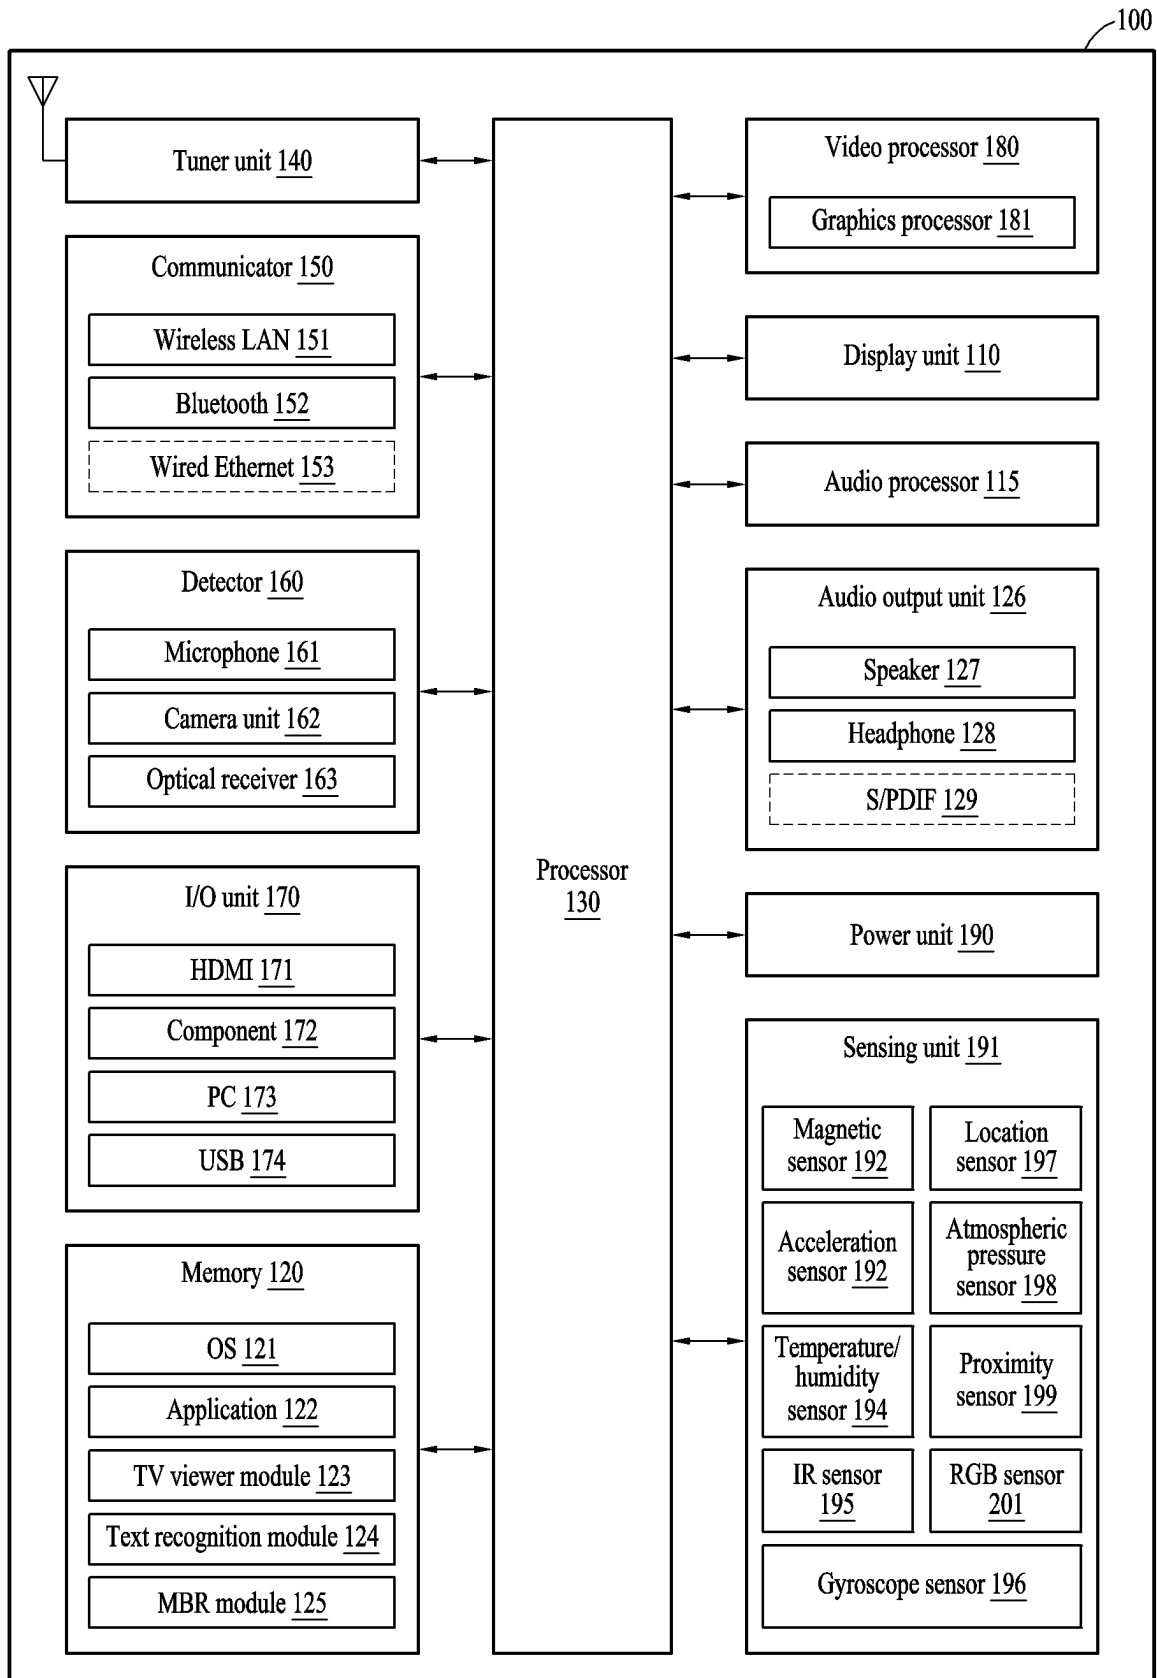 100
Tuner unit 140
Communicator 150
Wireless LAN 151
Bluetooth 152
Wired Ethernet 153
Detector 160
Microphone 161
Camera unit 162
Optical receiver 163
I/O unit 170
HDMI 171
Component 172
PC 173
USB 174
Memory 120
OS 121
Application 122
TV viewer module 123
Text recognition module 124
MBR module 125
Processor
130
Video processor 180
Graphics processor 181
Display unit 110
Audio processor 115
Audio output unit 126
Speaker 127
Headphone 128
S/PDIF 129
Power unit 190
Sensing unit 191
Magnetic
sensor 192
Location
sensor 197
Acceleration
sensor 192
Atmospheric
pressure
sensor 198
Temperature/
humidity
sensor 194
Proximity
sensor 199
IR sensor
195
RGB sensor
201
Gyroscope sensor 196